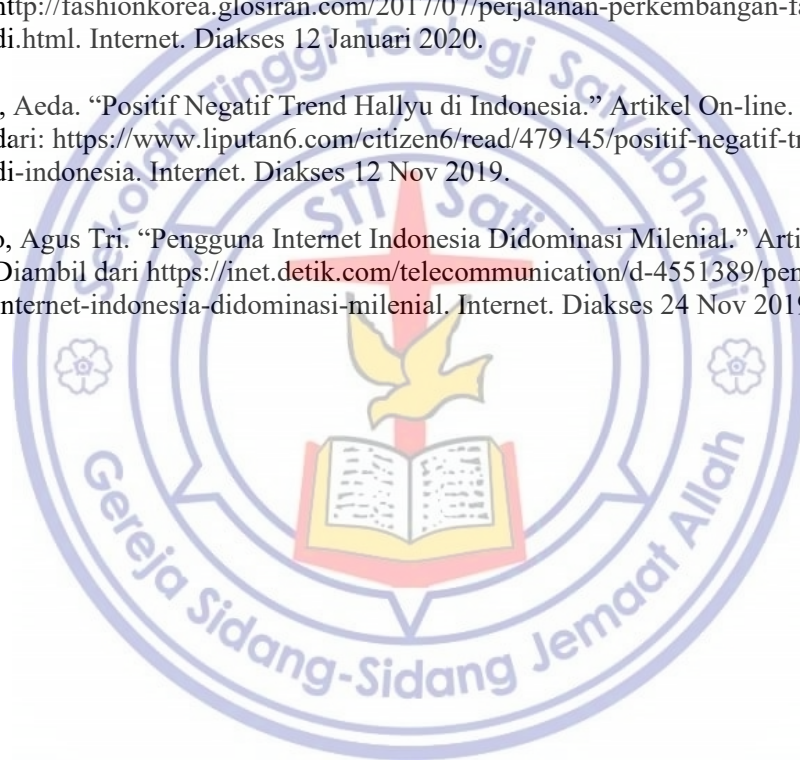 http://fashionkorea.glosiran.com/2017/07/perjalanan-perkembangan-fa
di.html. Internet. Diakses 12 Januari 2020.
, Aeda. “Positif Negatif Trend Hallyu di Indonesia.” Artikel On-line.
dari: https://www.liputan6.com/citizen6/read/479145/positif-negatif-tr
di-indonesia. Internet. Diakses 12 Nov 2019.
o, Agus Tri. “Pengguna Internet Indonesia Didominasi Milenial.” Arti
Diambil dari https://inet.detik.com/telecommunication/d-4551389/pen
nternet-indonesia-didominasi-milenial. Internet. Diakses 24 Nov 2019
Sekolah Tinggi Teologi Satyabhakti
STT Sati
Gereja Sidang-Sidang Jemaat Allah